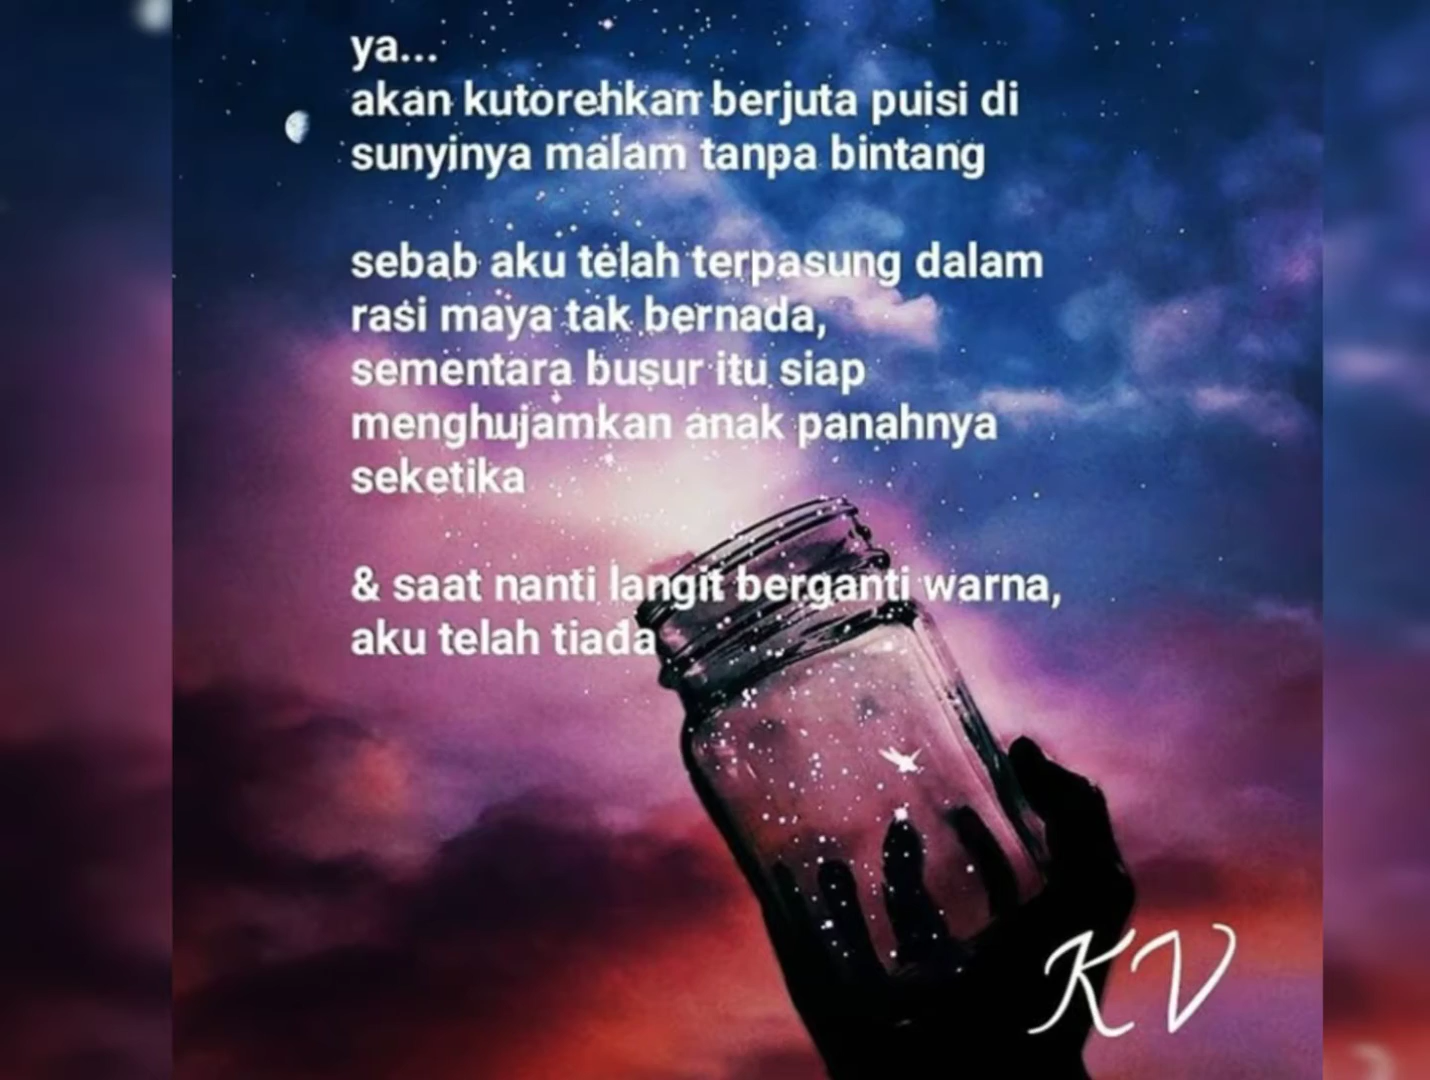 ya...
akan kutorehkan berjuta puisi di
sunyinya malam tanpa bintang
sebab aku telah terpasung dalam
rasi maya tak bernada,
sementara busur itu siap
menghujamkan anak panahnya
seketika
& saat nanti langit berganti warna,
aku telah tiada
KV